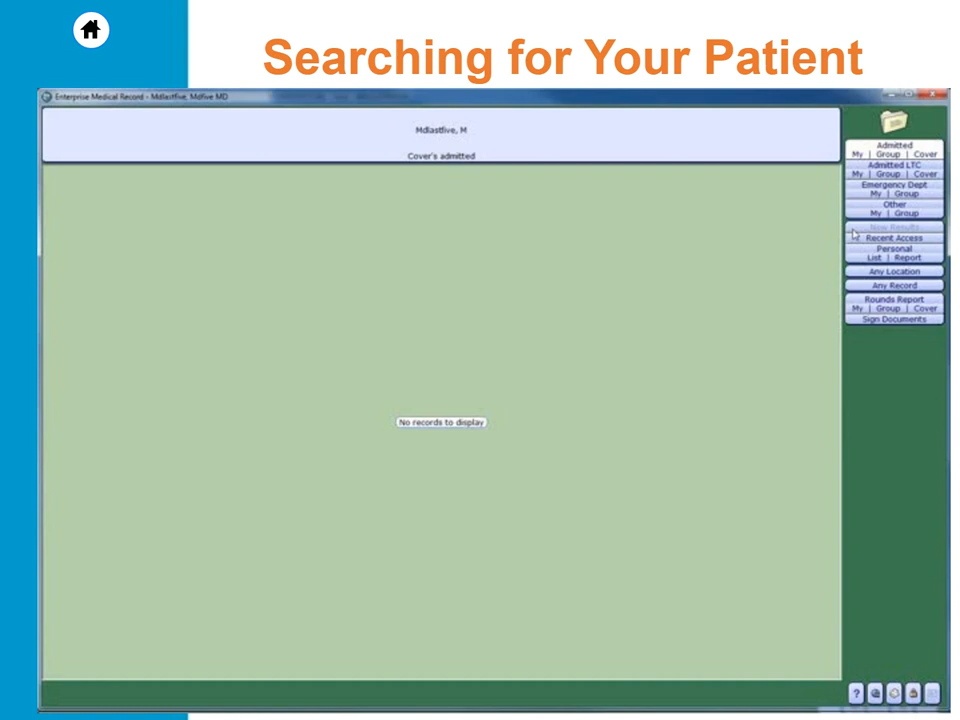 Searching for Your Patient
Enterprise Medical Record - Mdlastfive, Mdfive MD
Mdlastfive, M
Cover's admitted
No records to display
Admitted
My | Group | Cover
Admitted LTC
My | Group | Cover
Emergency Dept
My | Group
Other
My | Group
New Results
Recent Access
Personal
List | Report
Any Location
Any Record
Rounds Report
My | Group | Cover
Sign Documents
?